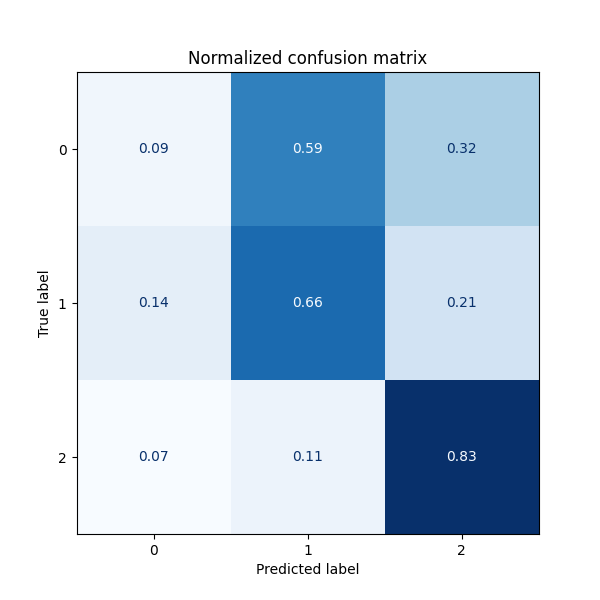 Normalized confusion matrix
True label
0
0.09 0.59 0.32
1
0.14 0.66 0.21
2
0.07 0.11 0.83
0 1 2
Predicted label